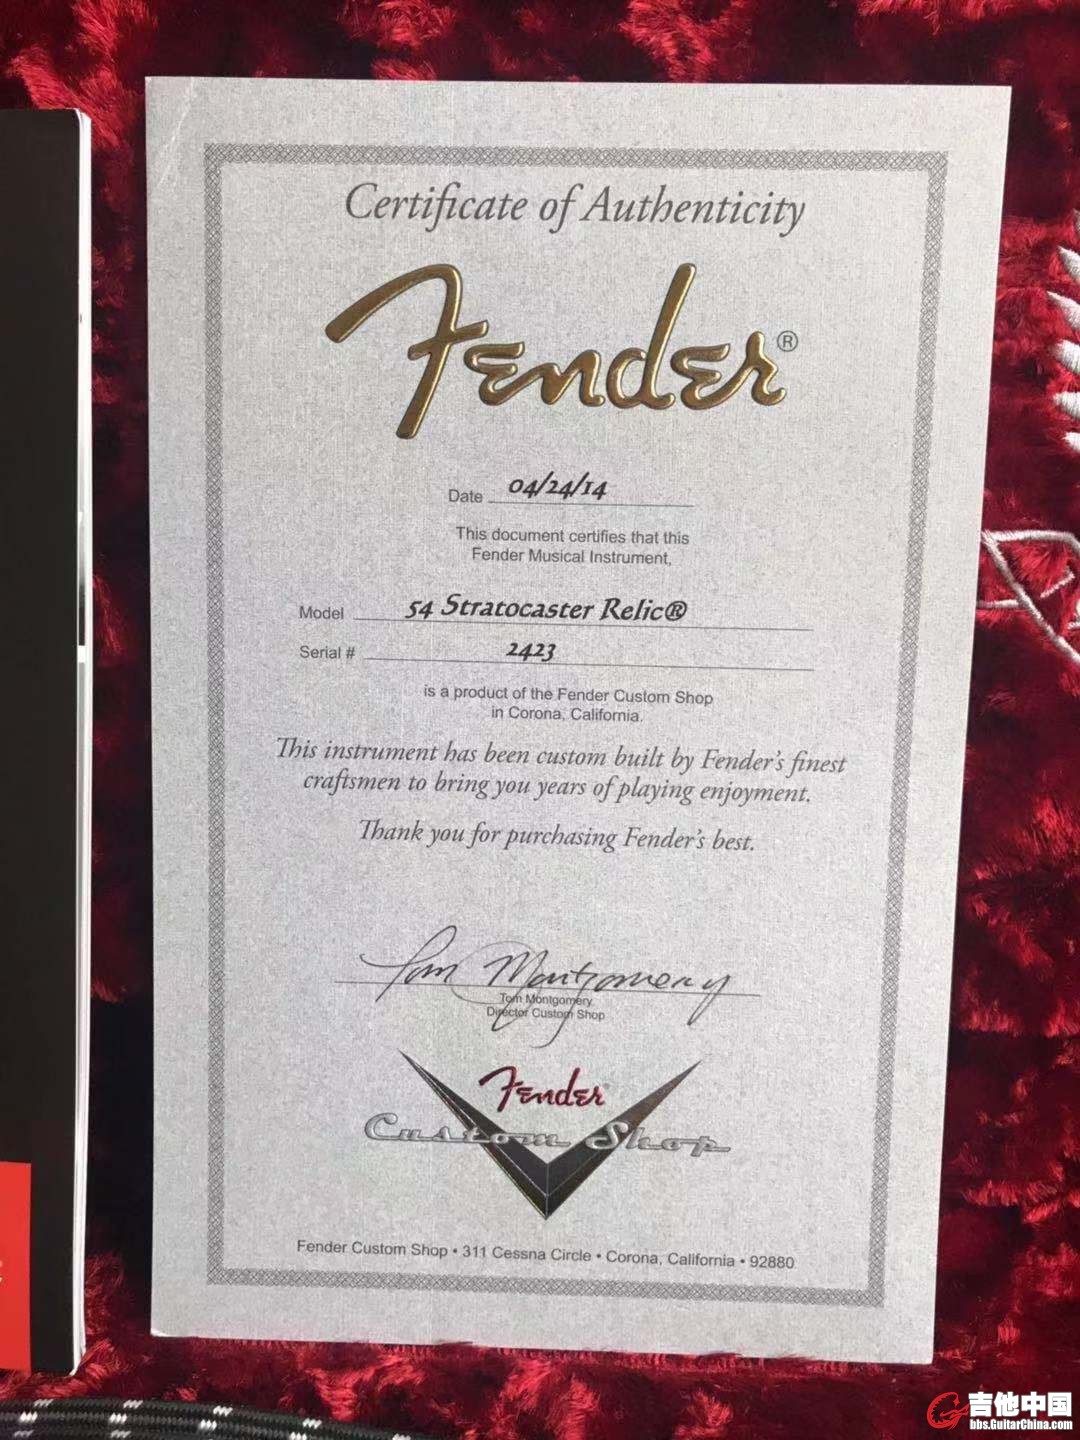 Certificate of Authenticity
Fender®
Date 04/24/14
This document certifies that this
Fender Musical Instrument,
Model 54 Stratocaster Relic®
Serial # 2423
is a product of the Fender Custom Shop
in Corona, California.
This instrument has been custom built by Fender's finest
craftsmen to bring you years of playing enjoyment.
Thank you for purchasing Fender's best.
Tom Montgomery
Tom Montgomery
Director Custom Shop
Fender
Custom Shop
Fender Custom Shop • 311 Cessna Circle • Corona, California • 92880
吉他中国
bbs.GuitarChina.com